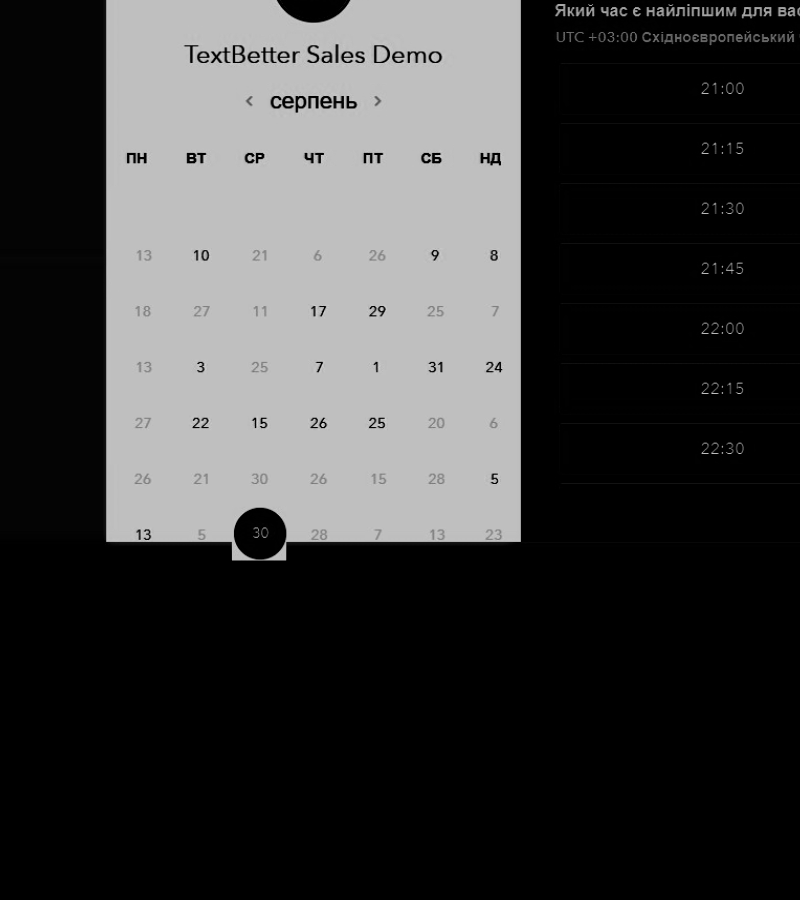 TextBetter Sales Demo
серпень
ПН ВТ СР ЧТ ПТ СБ НД
13 10 21 6 26 9 8
18 27 11 17 29 25 7
13 3 25 7 1 31 24
27 22 15 26 25 20 6
26 21 30 26 15 28 5
13 5 30 28 7 13 23
Який час є найліпшим для вас
UTC +03:00 Східноєвропейський
21:00
21:15
21:30
21:45
22:00
22:15
22:30